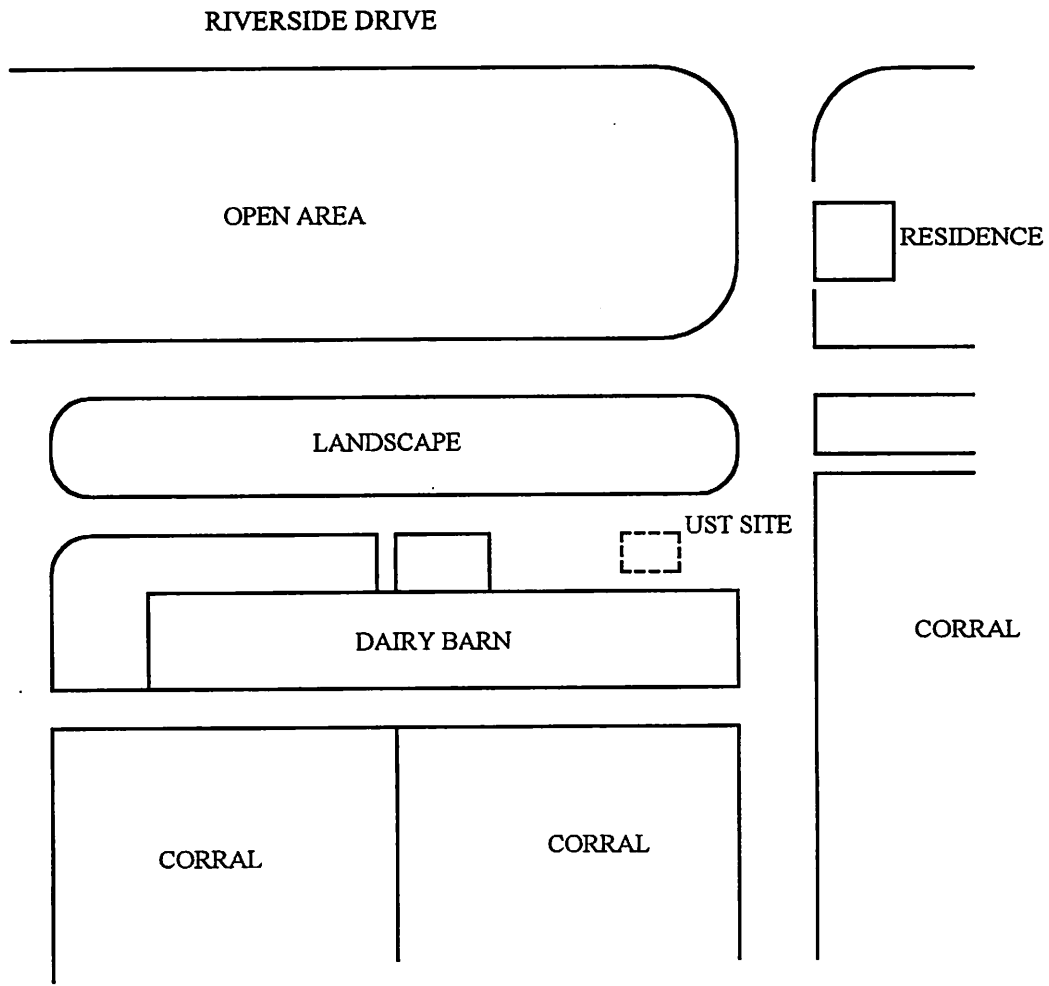 RIVERSIDE DRIVE
OPEN AREA
RESIDENCE
LANDSCAPE
UST SITE
DAIRY BARN
CORRAL
CORRAL
CORRAL